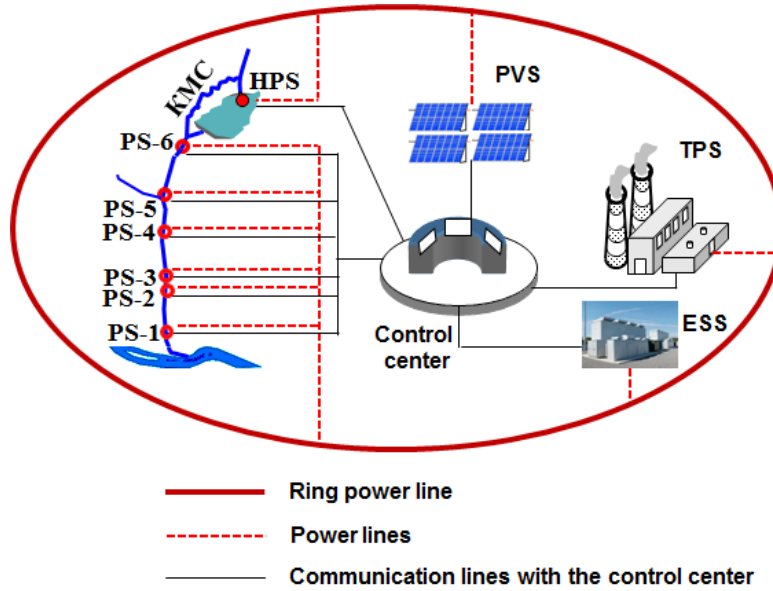 KMC
HPS
PVS
PS-6
TPS
PS-5
PS-4
PS-3
PS-2
PS-1
Control
center
ESS
Ring power line
Power lines
Communication lines with the control center